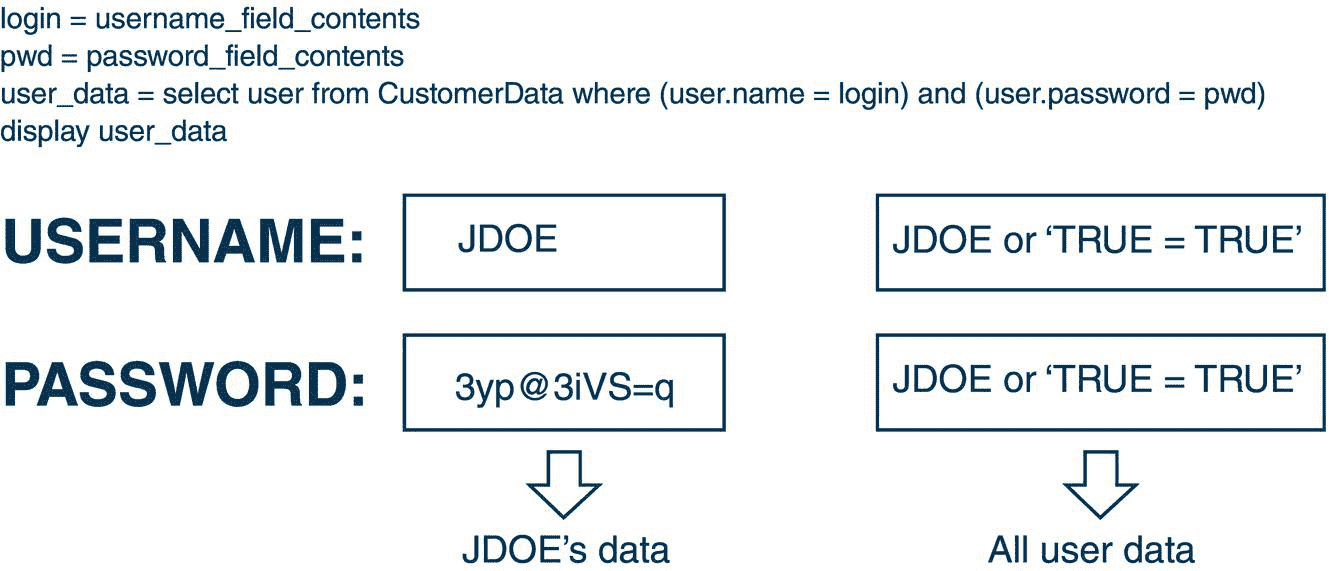 login = username_field_contents
pwd = password_field_contents
user_data = select user from CustomerData where (user.name = login) and (user.password = pwd)
display user_data
USERNAME: JDOE JDOE or ‘TRUE = TRUE’
PASSWORD: 3yp@3iVS=q JDOE or ‘TRUE = TRUE’
JDOE’s data All user data